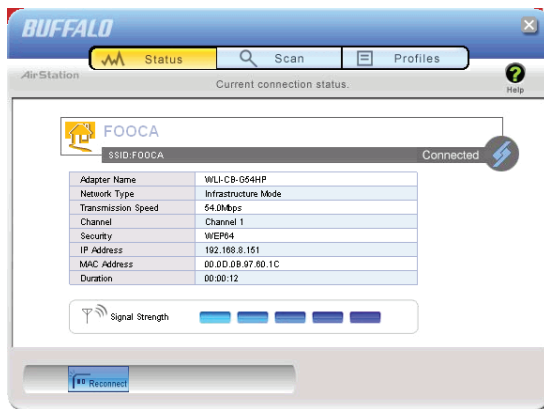 BUFFALO
Status Scan Profiles
AirStation
Current connection status.
Help
FOOCA
SSID:FOOCA Connected
Adapter Name WLI-CB-G54HP
Network Type Infrastructure Mode
Transmission Speed 54.0Mbps
Channel Channel 1
Security WEP64
IP Address 192.168.8.151
MAC Address 00.0D.0B.97.60.1C
Duration 00:00:12
Signal Strength
Reconnect